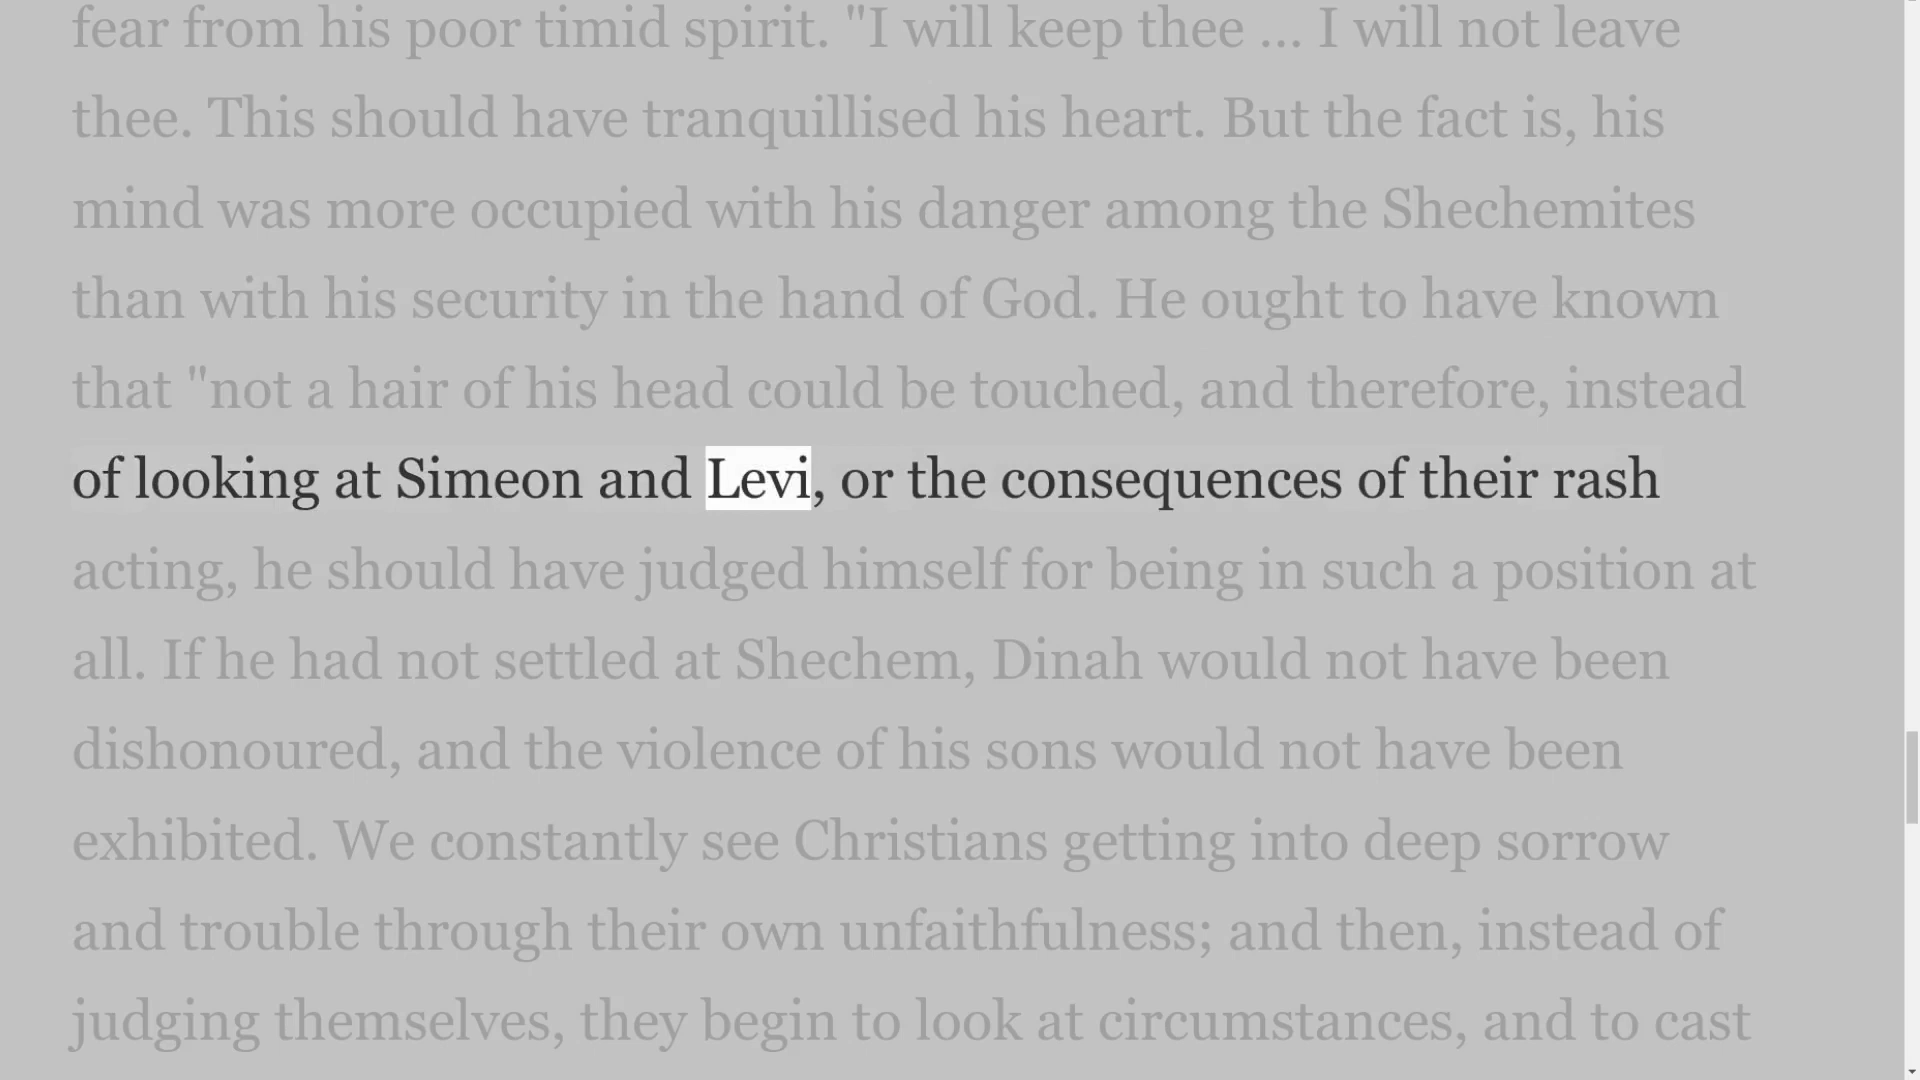 fear from his poor timid spirit. "I will keep thee ... I will not leave
thee. This should have tranquillised his heart. But the fact is, his
mind was more occupied with his danger among the Shechemites
than with his security in the hand of God. He ought to have known
that "not a hair of his head could be touched, and therefore, instead
of looking at Simeon and Levi, or the consequences of their rash
acting, he should have judged himself for being in such a position at
all. If he had not settled at Shechem, Dinah would not have been
dishonoured, and the violence of his sons would not have been
exhibited. We constantly see Christians getting into deep sorrow
and trouble through their own unfaithfulness; and then, instead of
judging themselves, they begin to look at circumstances, and to cast